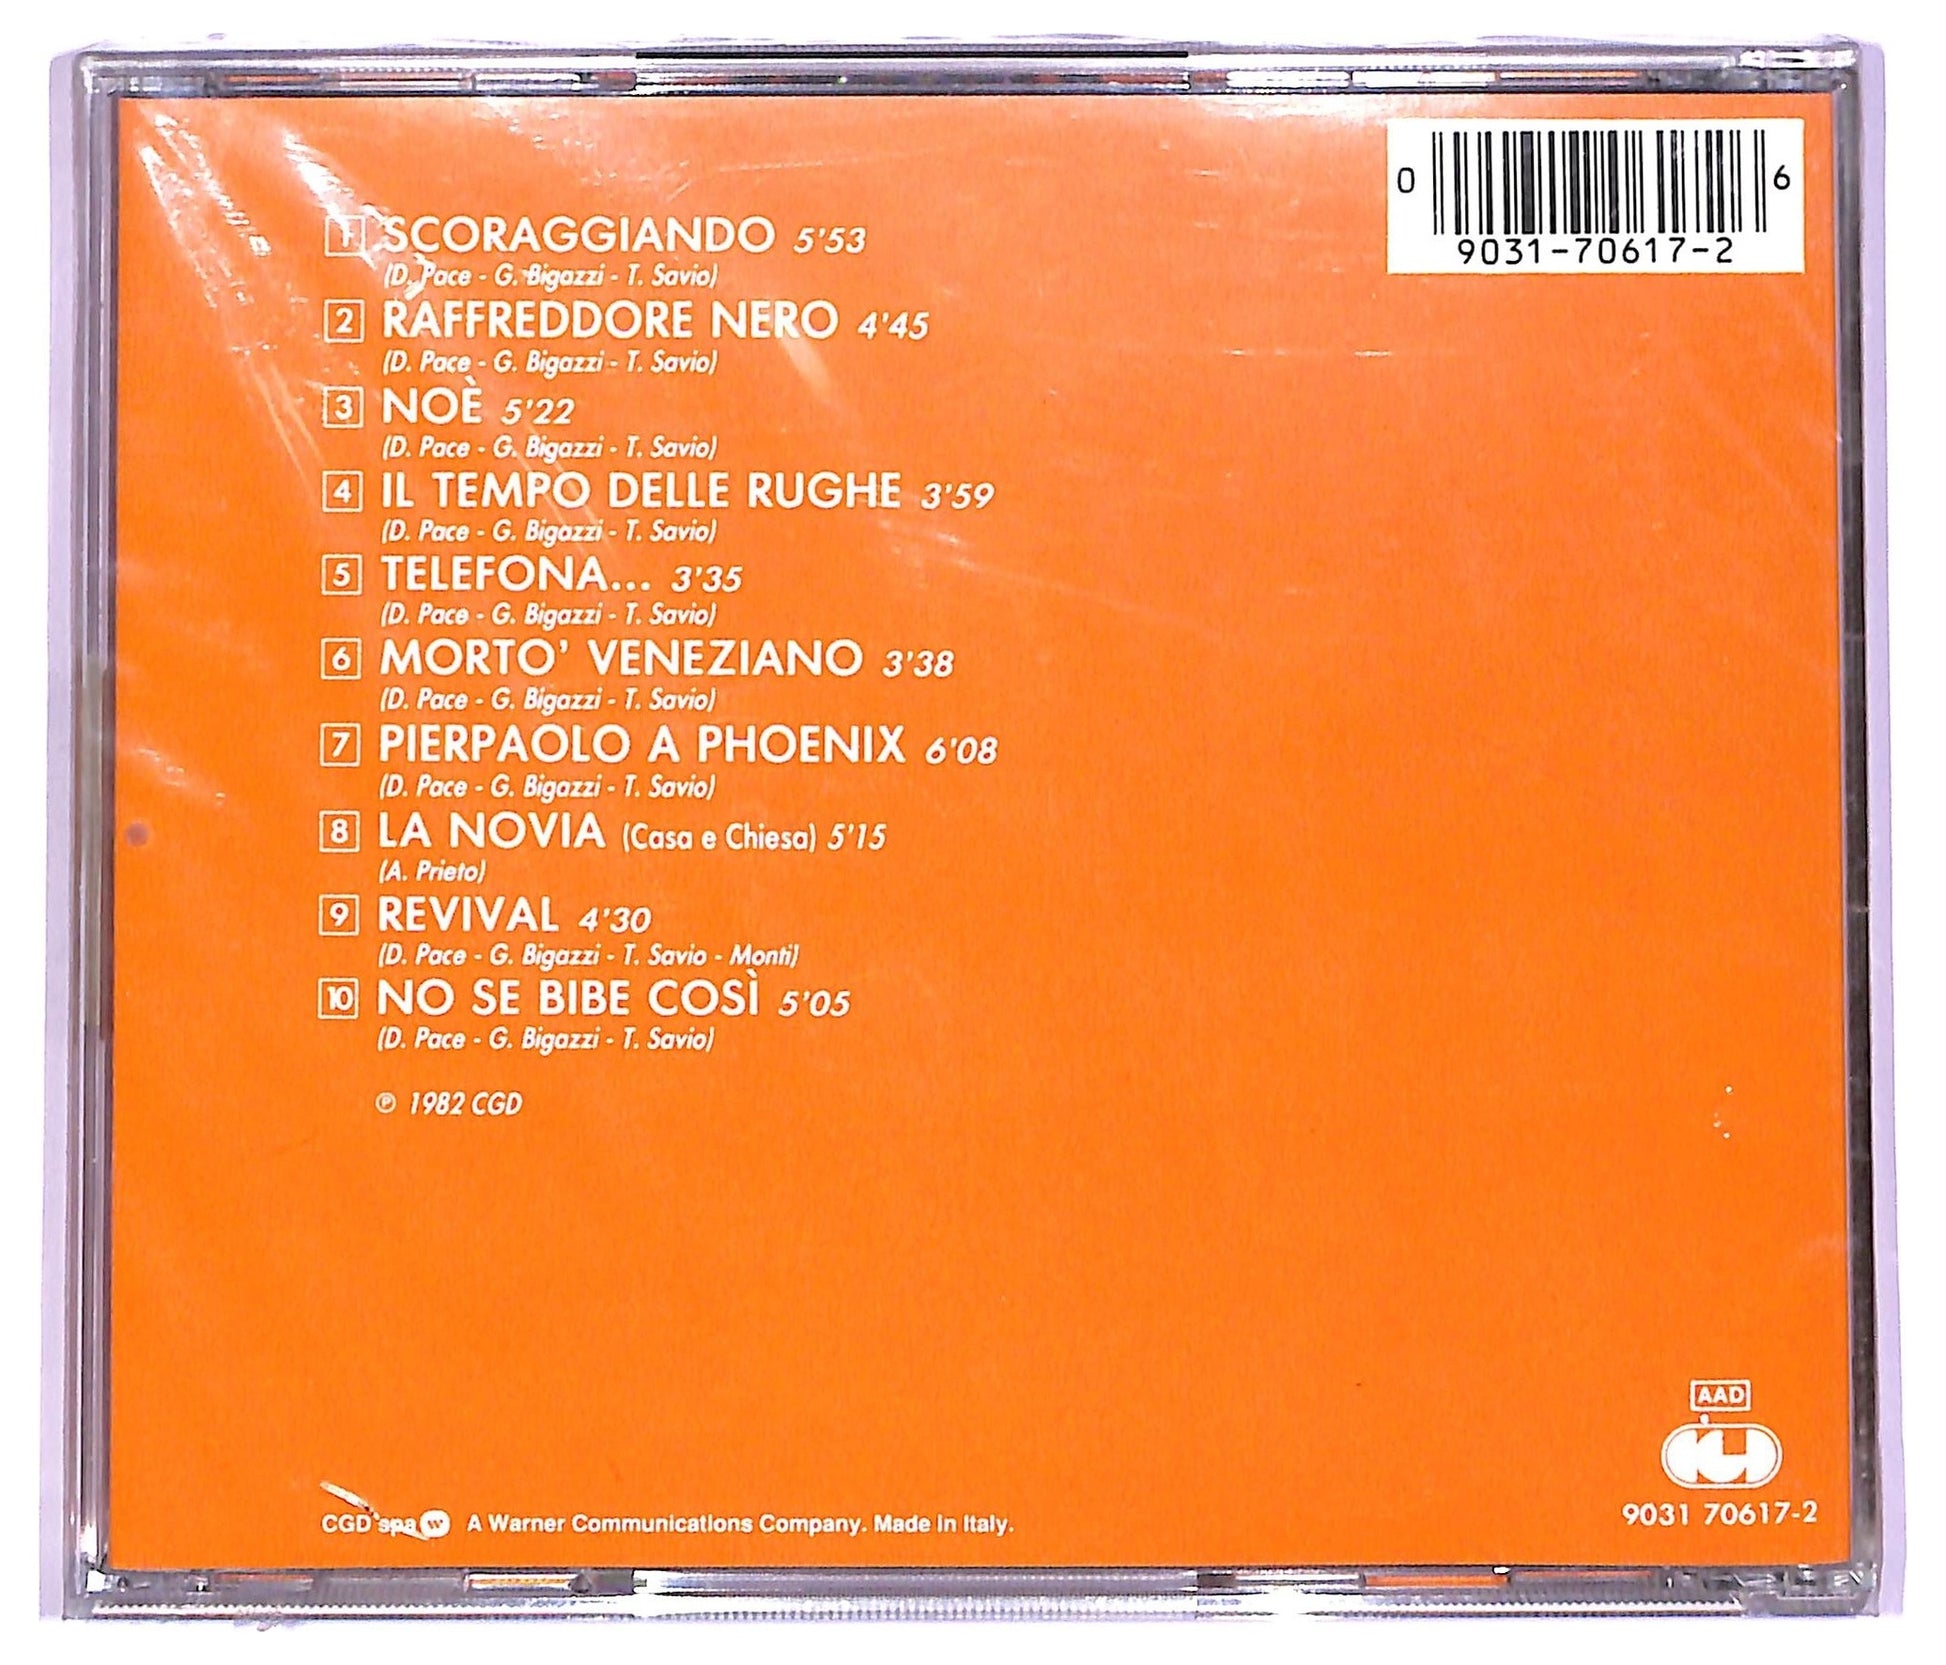 0 6
9031-70617-2
1 SCORAGGIANDO 5'53
(D. Pace - G. Bigazzi - T. Savio)
2 RAFFREDDORE NERO 4'45
(D. Pace - G. Bigazzi - T. Savio)
3 NOÈ 5'22
(D. Pace - G. Bigazzi - T. Savio)
4 IL TEMPO DELLE RUGHE 3'59
(D. Pace - G. Bigazzi - T. Savio)
5 TELEFONA... 3'35
(D. Pace - G. Bigazzi - T. Savio)
6 MORTO' VENEZIANO 3'38
(D. Pace - G. Bigazzi - T. Savio)
7 PIERPAOLO A PHOENIX 6'08
(D. Pace - G. Bigazzi - T. Savio)
8 LA NOVIA (Casa e Chiesa) 5'15
(A. Prieto)
9 REVIVAL 4'30
(D. Pace - G. Bigazzi - T. Savio - Monti)
10 NO SE BIBE COSÌ 5'05
(D. Pace - G. Bigazzi - T. Savio)
℗ 1982 CGD
AAD
CGD spa A Warner Communications Company. Made in Italy.
9031 70617-2